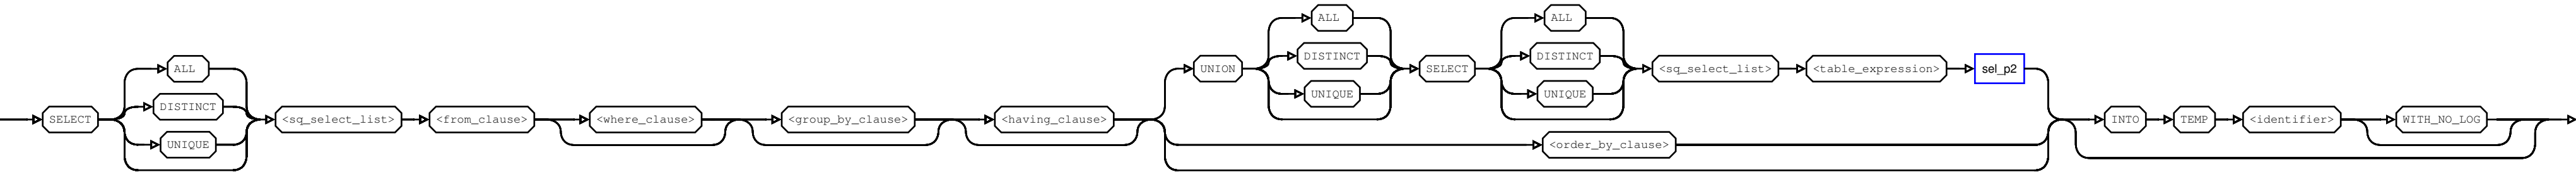 SELECT
ALL
DISTINCT
UNIQUE
<sq_select_list>
<from_clause>
<where_clause>
<group_by_clause>
<having_clause>
UNION
ALL
DISTINCT
UNIQUE
SELECT
ALL
DISTINCT
UNIQUE
<sq_select_list>
<table_expression>
sel_p2
<order_by_clause>
INTO
TEMP
<identifier>
WITH_NO_LOG